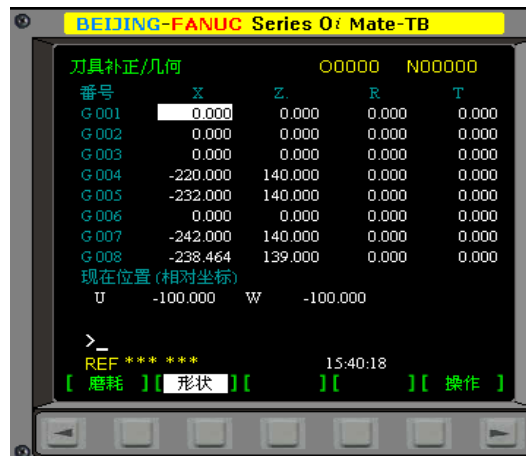 BEIJING-FANUC Series 0i Mate-TB
刀具补正/几何 O0000 N00000
番号 X Z. R T
G 001 0.000 0.000 0.000 0.000
G 002 0.000 0.000 0.000 0.000
G 003 0.000 0.000 0.000 0.000
G 004 -220.000 140.000 0.000 0.000
G 005 -232.000 140.000 0.000 0.000
G 006 0.000 0.000 0.000 0.000
G 007 -242.000 140.000 0.000 0.000
G 008 -238.464 139.000 0.000 0.000
现在位置 (相对坐标)
U -100.000 W -100.000
>_
REF *** *** 15:40:18
[ 磨耗 ][ 形状 ][ ][ ][ 操作 ]